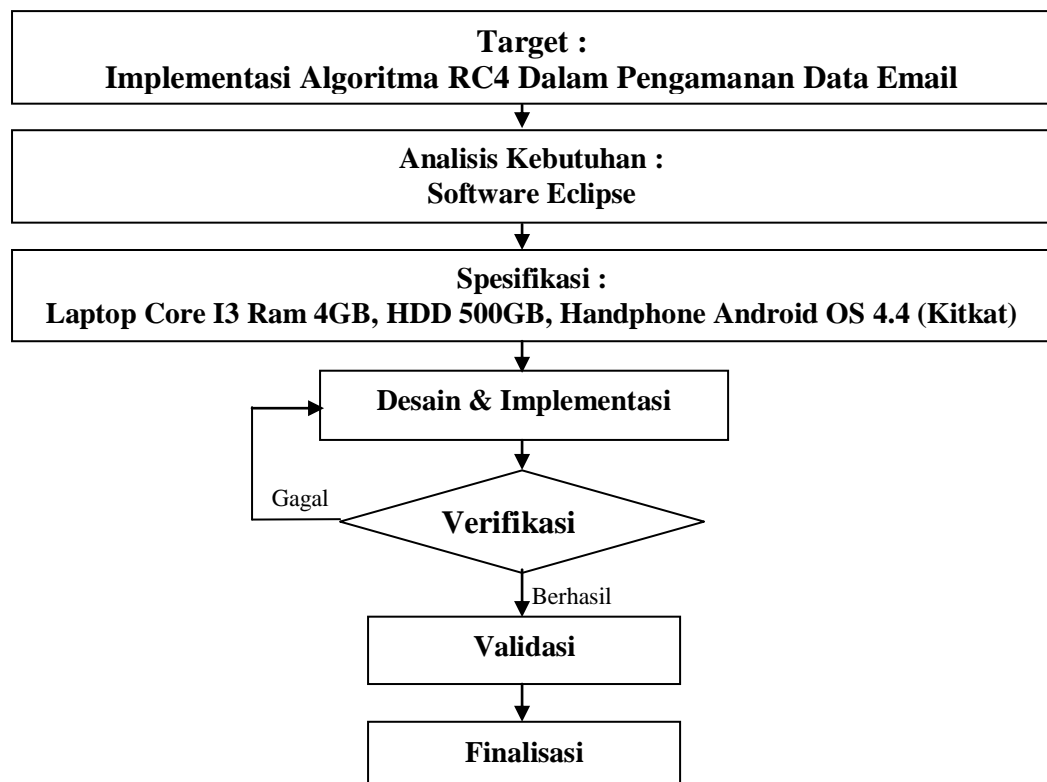 Target :
Implementasi Algoritma RC4 Dalam Pengamanan Data Email
Analisis Kebutuhan :
Software Eclipse
Spesifikasi :
Laptop Core I3 Ram 4GB, HDD 500GB, Handphone Android OS 4.4 (Kitkat)
Desain & Implementasi
Gagal
Verifikasi
Berhasil
Validasi
Finalisasi